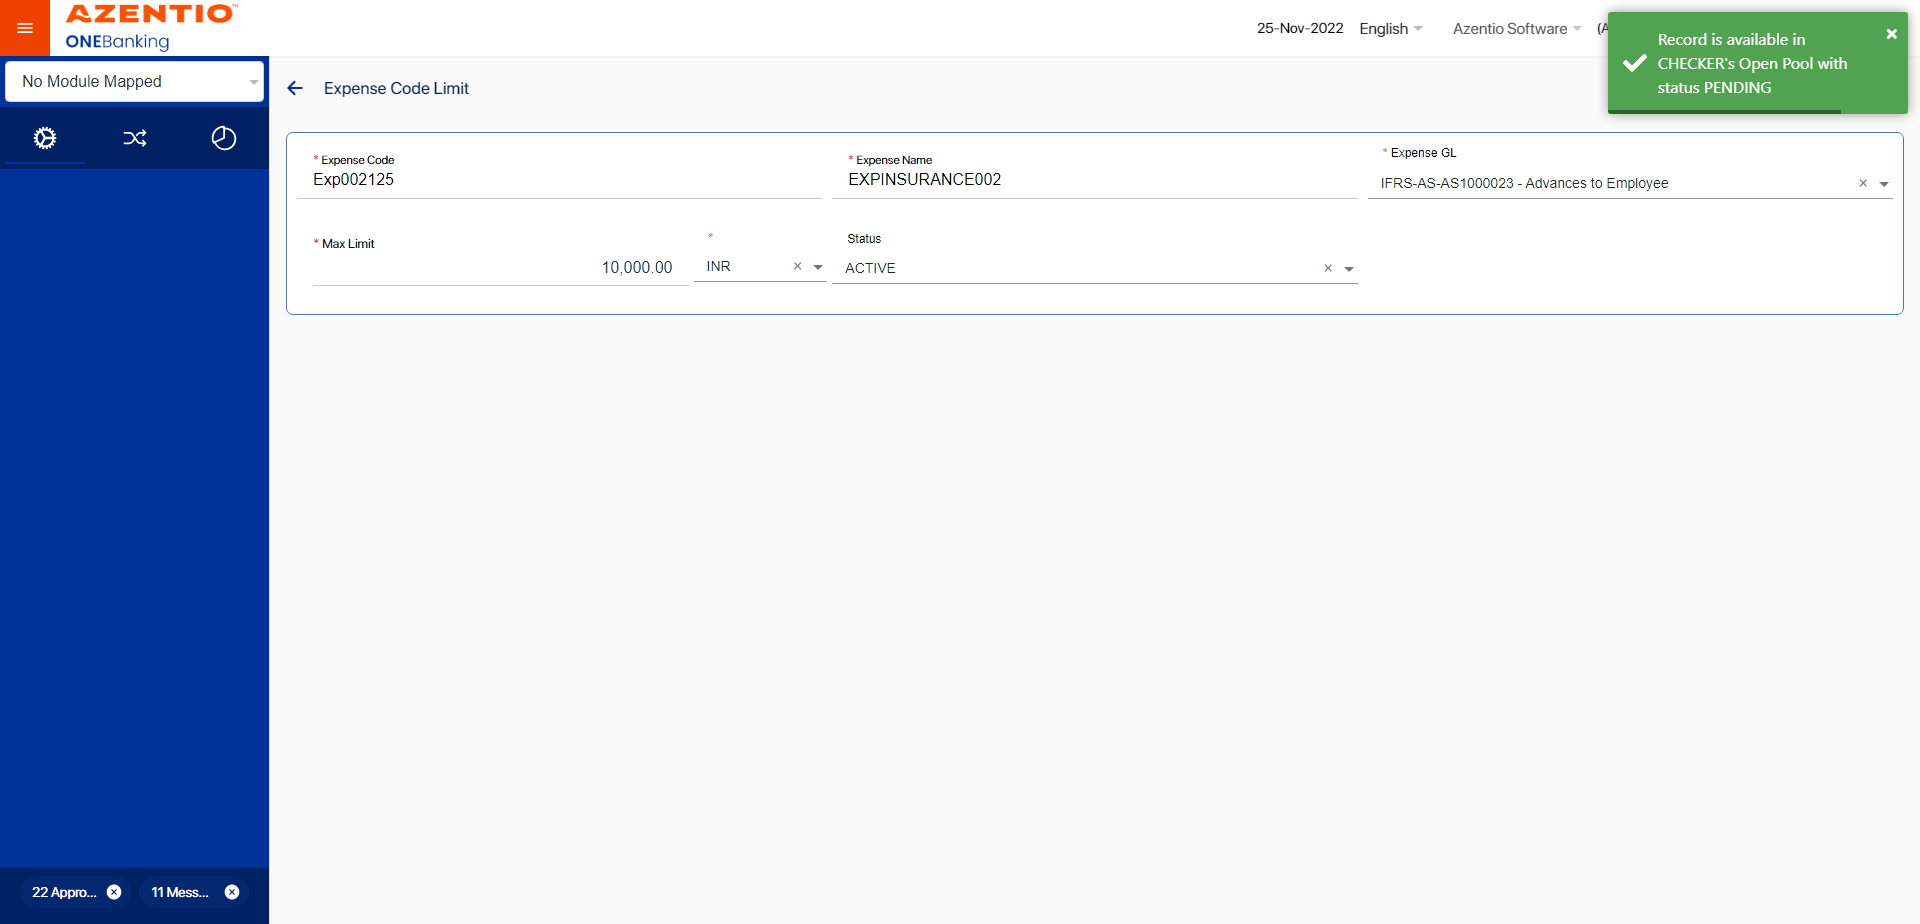 AZENTIO™
ONEBanking
25-Nov-2022 English Azentio Software (A
Record is available in
CHECKER's Open Pool with
status PENDING
No Module Mapped
Expense Code Limit
* Expense Code
Exp002125
* Expense Name
EXPINSURANCE002
* Expense GL
IFRS-AS-AS1000023 - Advances to Employee
* Max Limit
10,000.00
*
INR
Status
ACTIVE
22 Appro...
11 Mess...